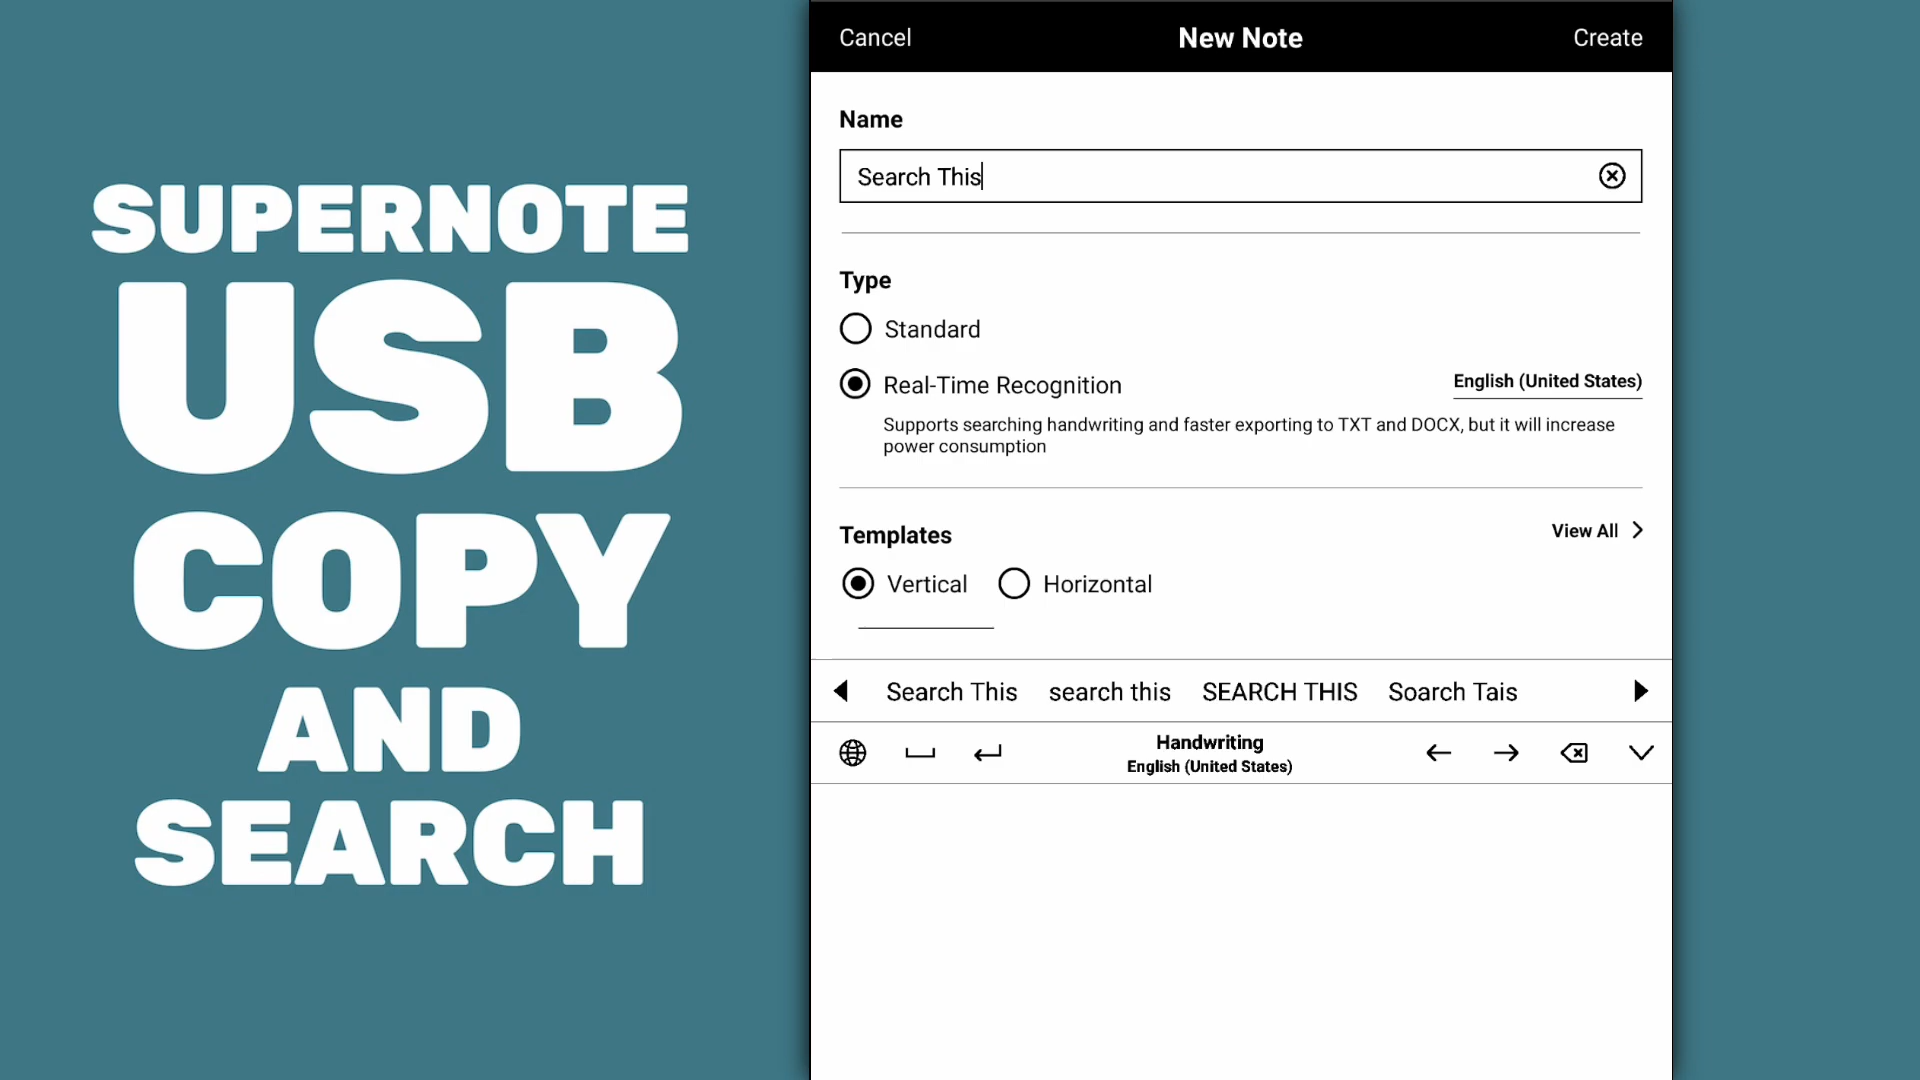 SUPERNOTE
USB
COPY
AND
SEARCH
Cancel New Note Create
Name
Search This
Type
Standard
Real-Time Recognition English (United States)
Supports searching handwriting and faster exporting to TXT and DOCX, but it will increase
power consumption
Templates View All
Vertical Horizontal
Search This search this SEARCH THIS Soarch Tais
Handwriting
English (United States)